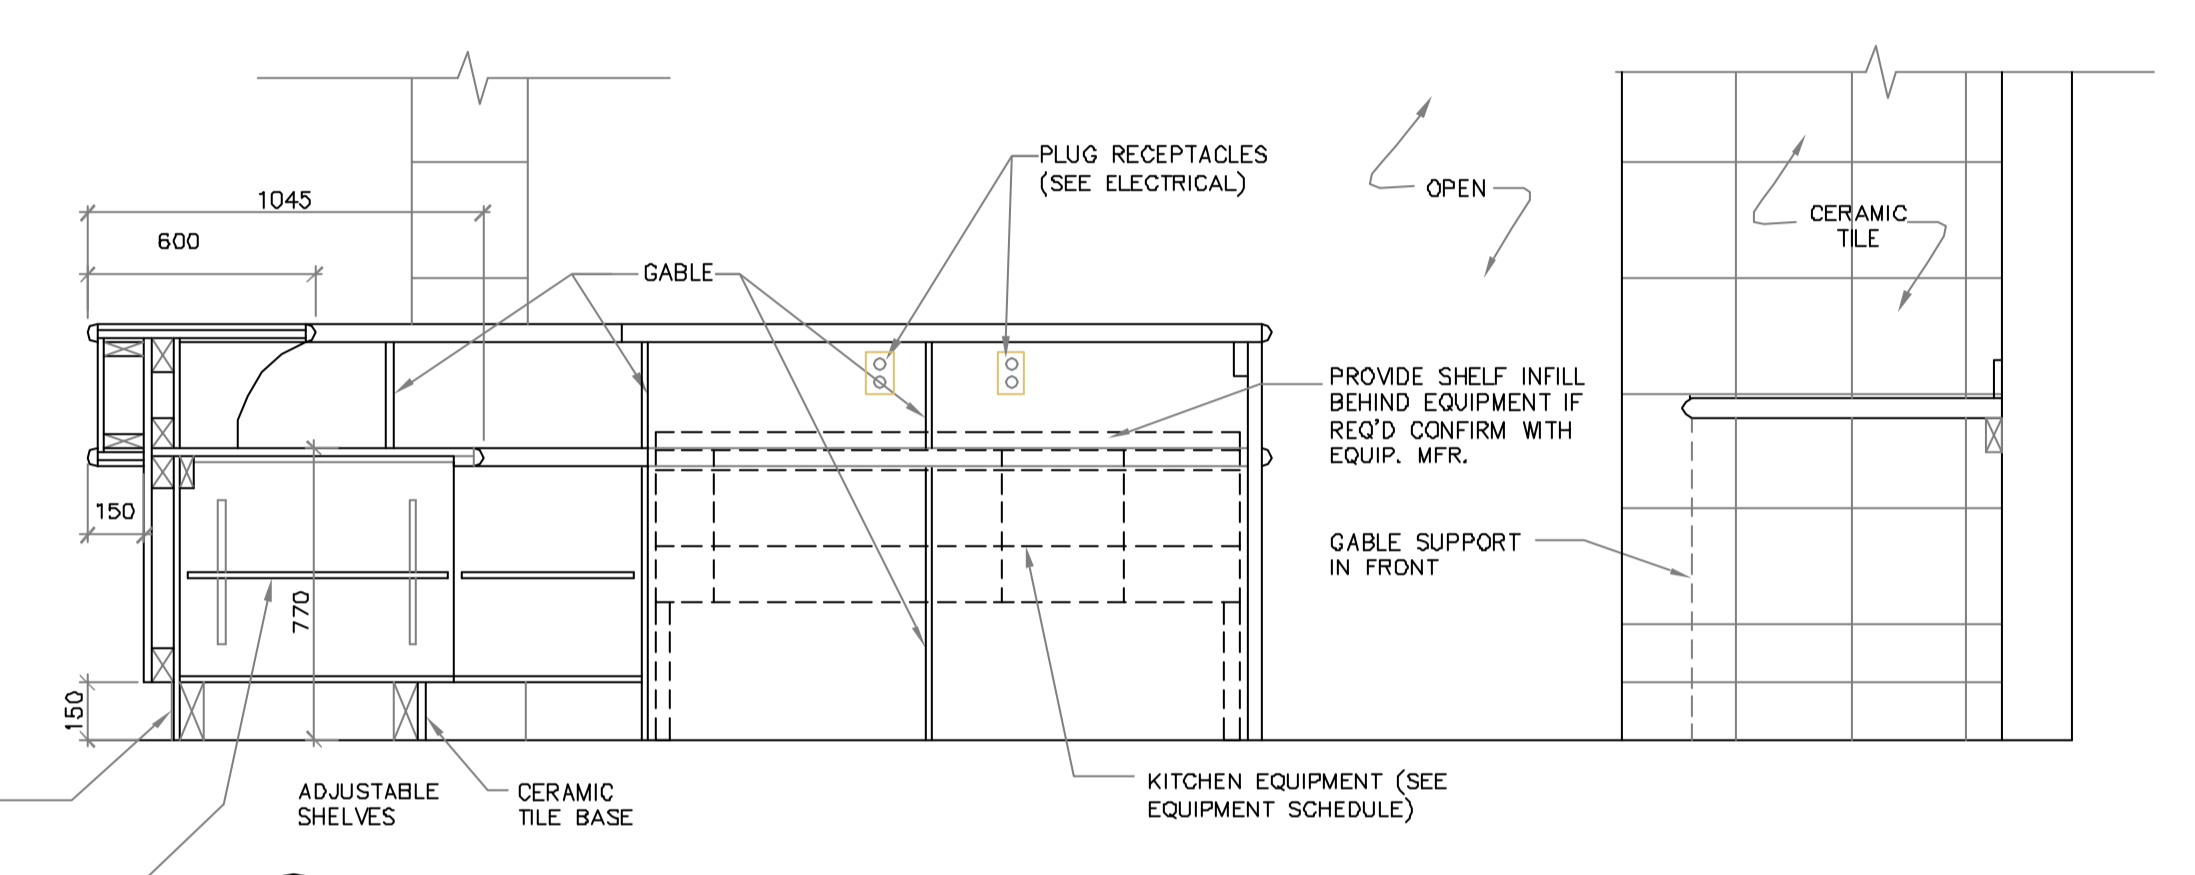 PLUG RECEPTACLES
(SEE ELECTRICAL)
OPEN
1045
CERAMIC
TILE
600
GABLE
PROVIDE SHELF INFILL
BEHIND EQUIPMENT IF
REQ'D CONFIRM WITH
EQUIP. MFR.
150
GABLE SUPPORT
IN FRONT
770
150
KITCHEN EQUIPMENT (SEE
EQUIPMENT SCHEDULE)
ADJUSTABLE
SHELVES
CERAMIC
TILE BASE